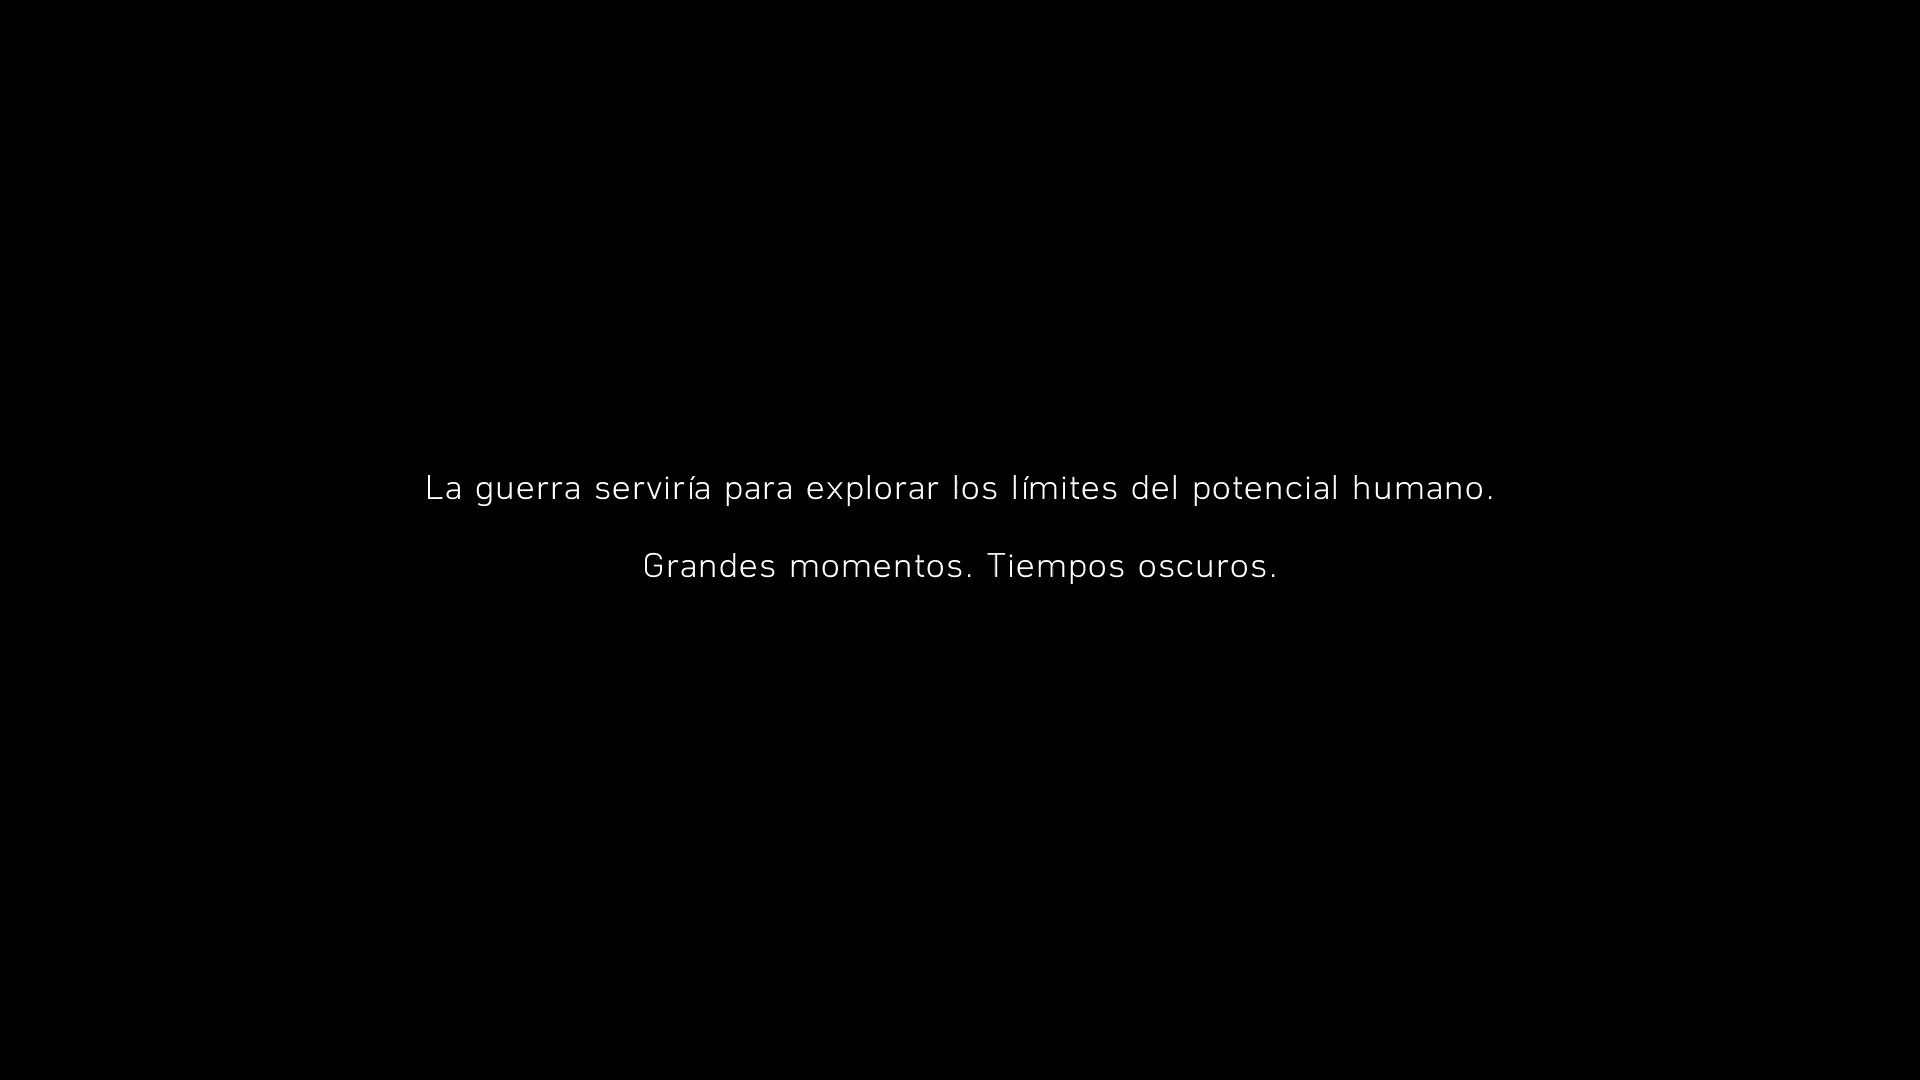 La guerra serviría para explorar los límites del potencial humano.
Grandes momentos. Tiempos oscuros.